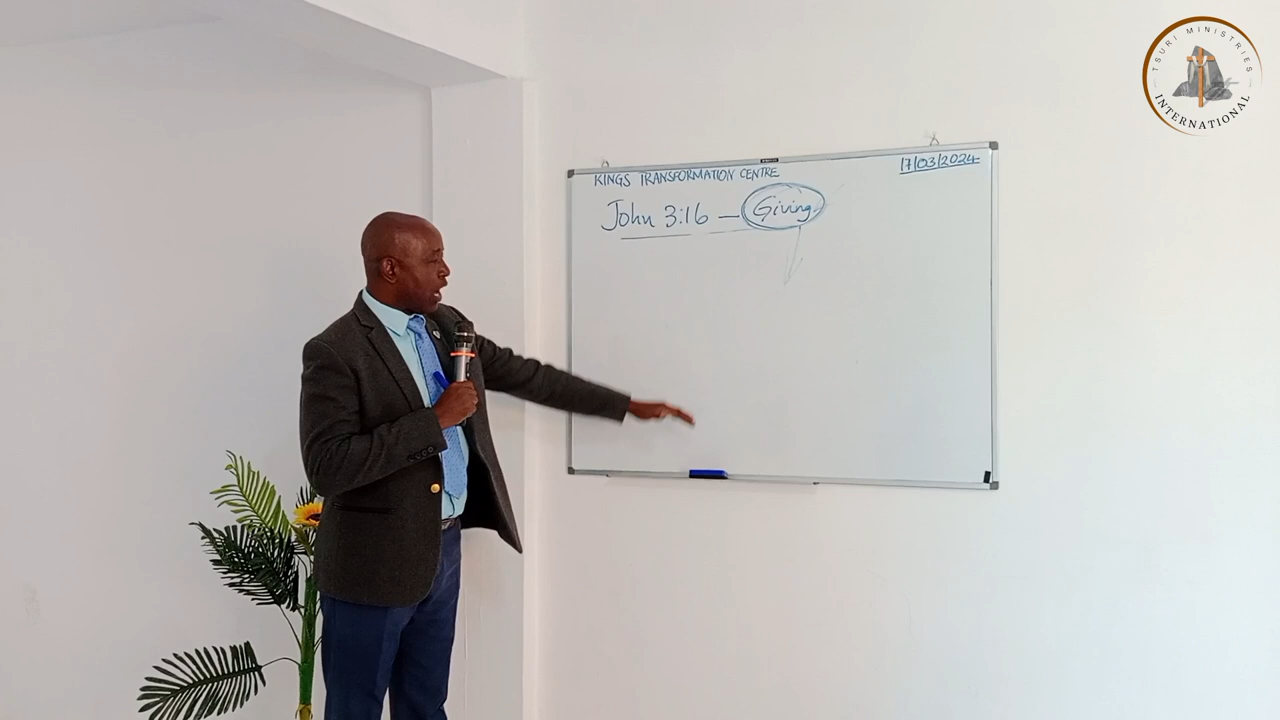 TSURI MINISTRIES
INTERNATIONAL
KINGS TRANSFORMATION CENTRE
17/03/2024
John 3:16 — Giving